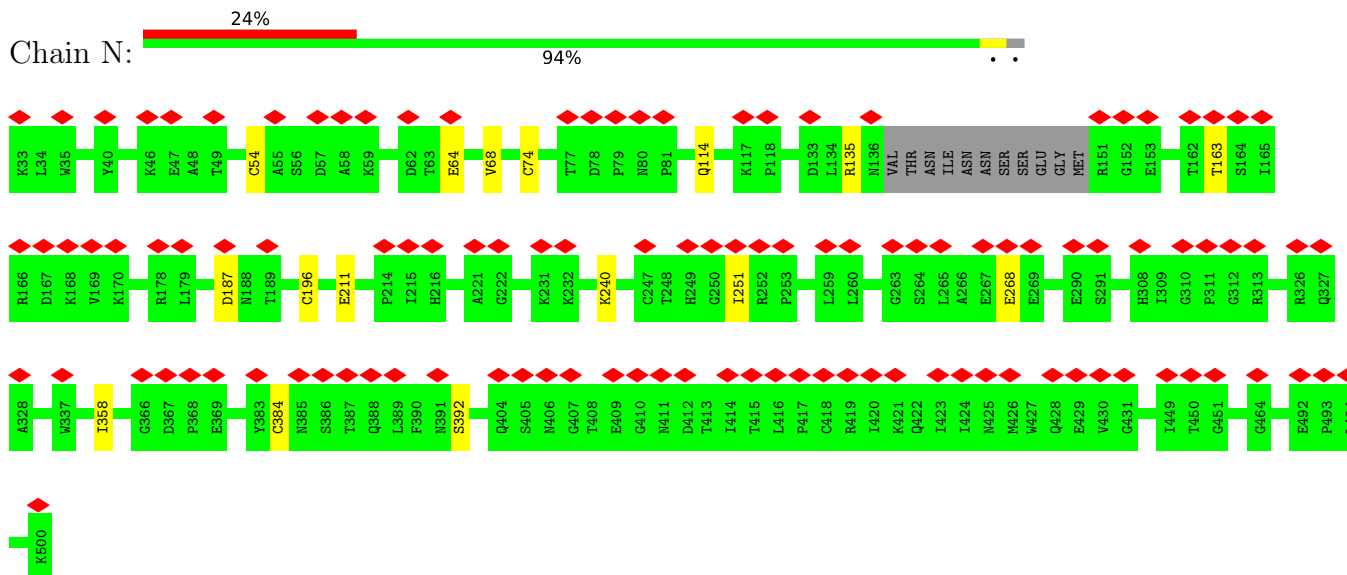 24%
Chain N:
94%
. .
K33 L34 W35 Y40 K46 E47 A48 T49 C54 A55 S56 D57 A58 K59 D62 T63 E64 V68 C74 T77 D78 P79 N80 P81 Q114 K117 P118 D133 L134 R135 N136 VAL THR ASN ILE ASN ASN SER SER GLU GLY MET R151 G152 E153 T162 T163 S164 I165
R166 D167 K168 V169 K170 R178 L179 D187 N188 T189 C196 E211 P214 I215 H216 A221 G222 K231 K232 K240 C247 T248 H249 G250 I251 R252 P253 L259 L260 G263 S264 L265 A266 E267 E268 E269 E290 S291 H308 I309 G310 P311 G312 R313 R326 Q327
A328 W337 I358 G366 D367 P368 E369 Y383 C384 N385 S386 T387 Q388 L389 F390 N391 S392 Q404 S405 N406 G407 T408 E409 G410 N411 D412 T413 I414 T415 L416 P417 C418 R419 I420 K421 Q422 I423 I424 N425 M426 W427 Q428 E429 V430 G431 I449 T450 G451 G464 E492 P493
K500